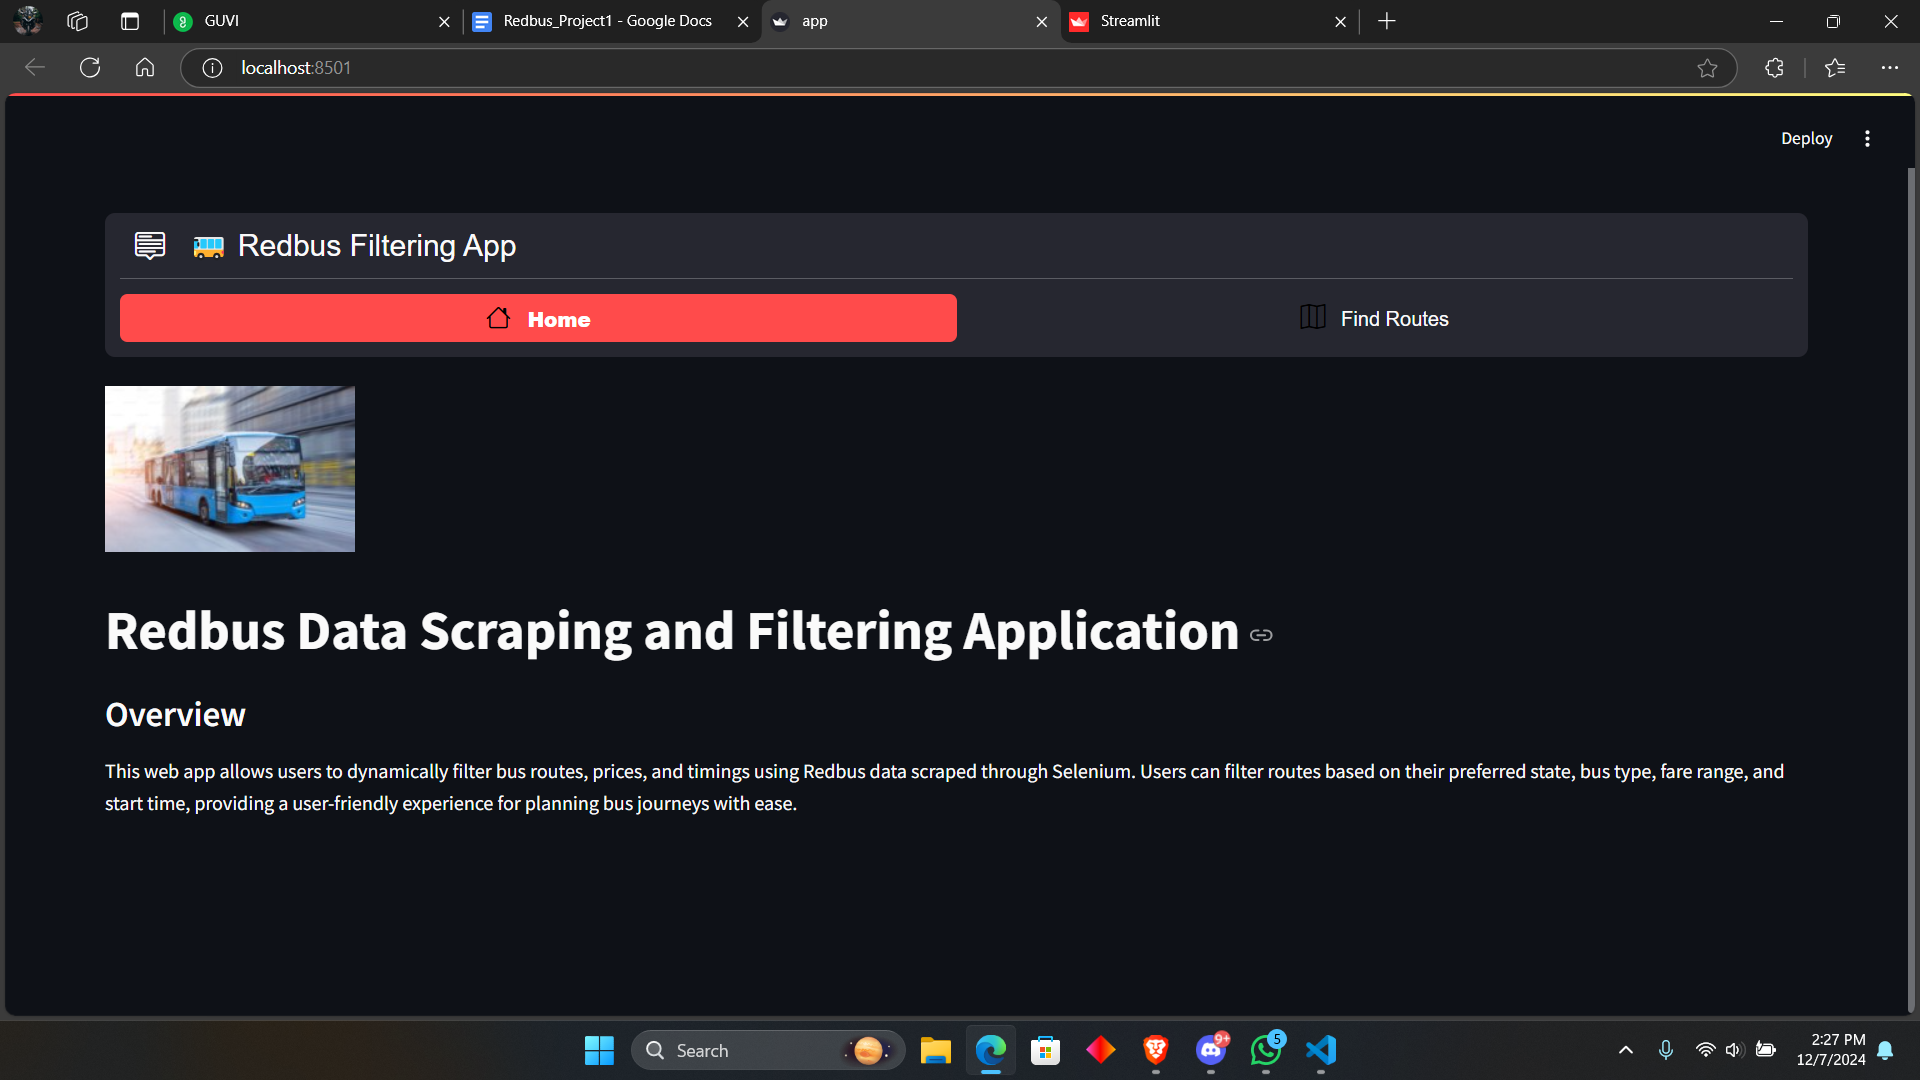 GUVI
Redbus_Project1 - Google Docs
app
Streamlit
localhost:8501
Deploy
Redbus Filtering App
Home
Find Routes
Redbus Data Scraping and Filtering Application
Overview
This web app allows users to dynamically filter bus routes, prices, and timings using Redbus data scraped through Selenium. Users can filter routes based on their preferred state, bus type, fare range, and
start time, providing a user-friendly experience for planning bus journeys with ease.
Search
9+
5
2:27 PM
12/7/2024